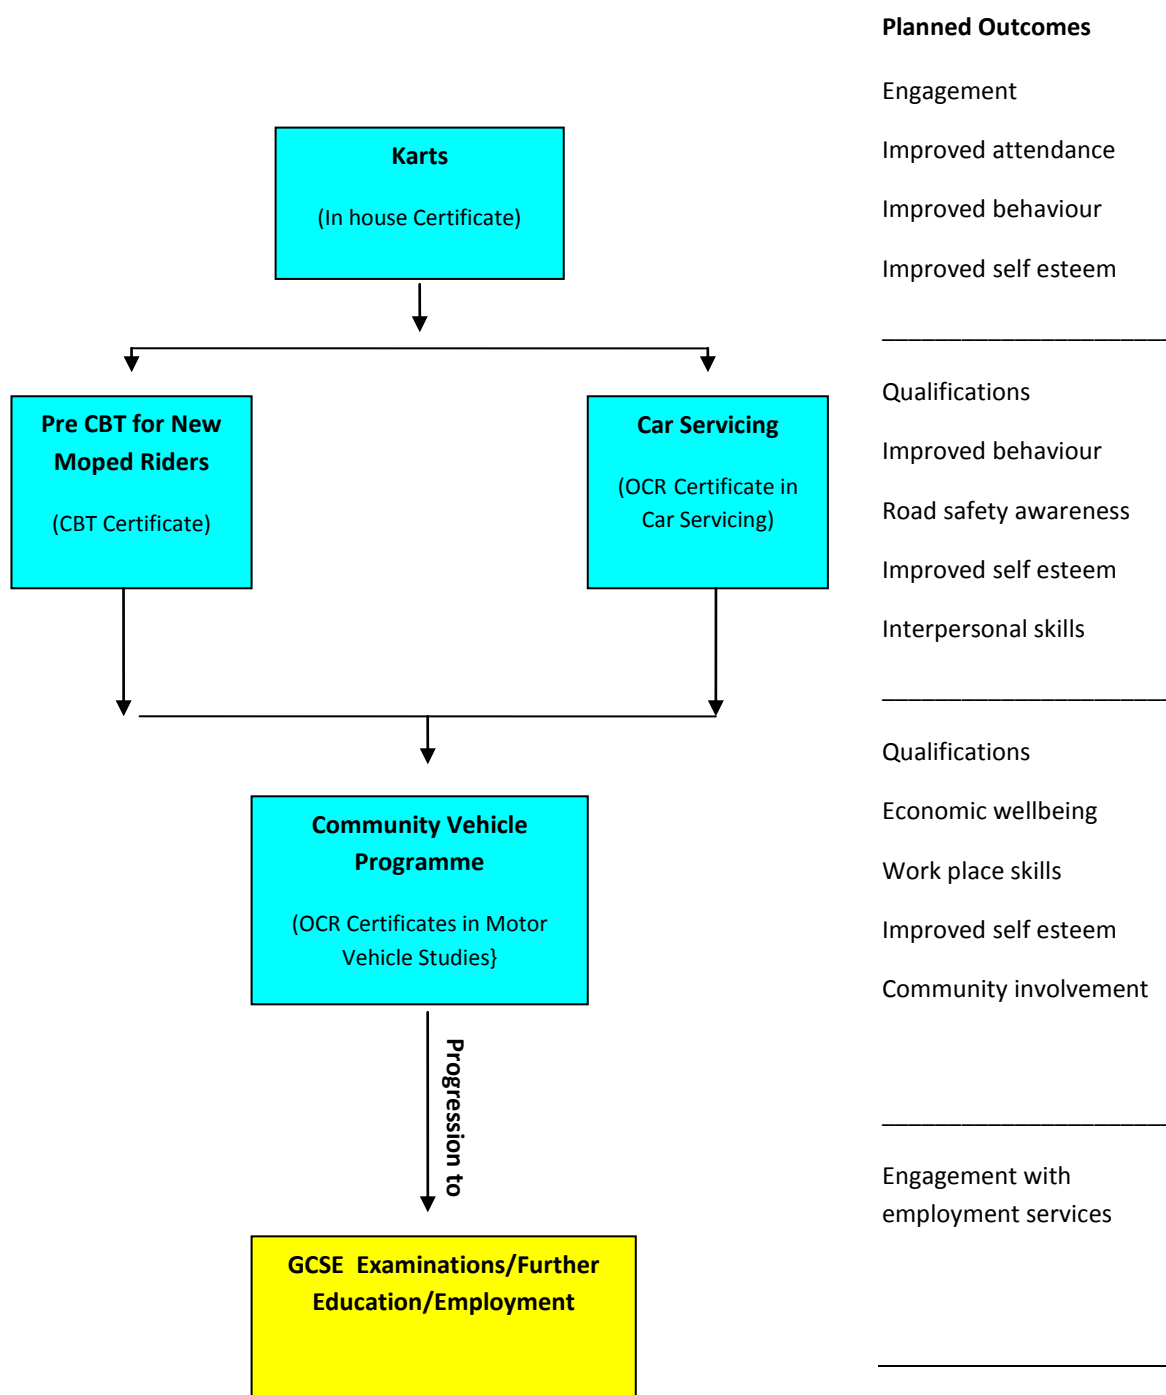 Planned Outcomes
Engagement
Improved attendance
Improved behaviour
Improved self esteem
Karts
(In house Certificate)
Pre CBT for New
Moped Riders
(CBT Certificate)
Car Servicing
(OCR Certificate in
Car Servicing)
Qualifications
Improved behaviour
Road safety awareness
Improved self esteem
Interpersonal skills
Community Vehicle
Programme
(OCR Certificates in Motor
Vehicle Studies}
Qualifications
Economic wellbeing
Work place skills
Improved self esteem
Community involvement
Progression to
GCSE  Examinations/Further
Education/Employment
Engagement with
employment services